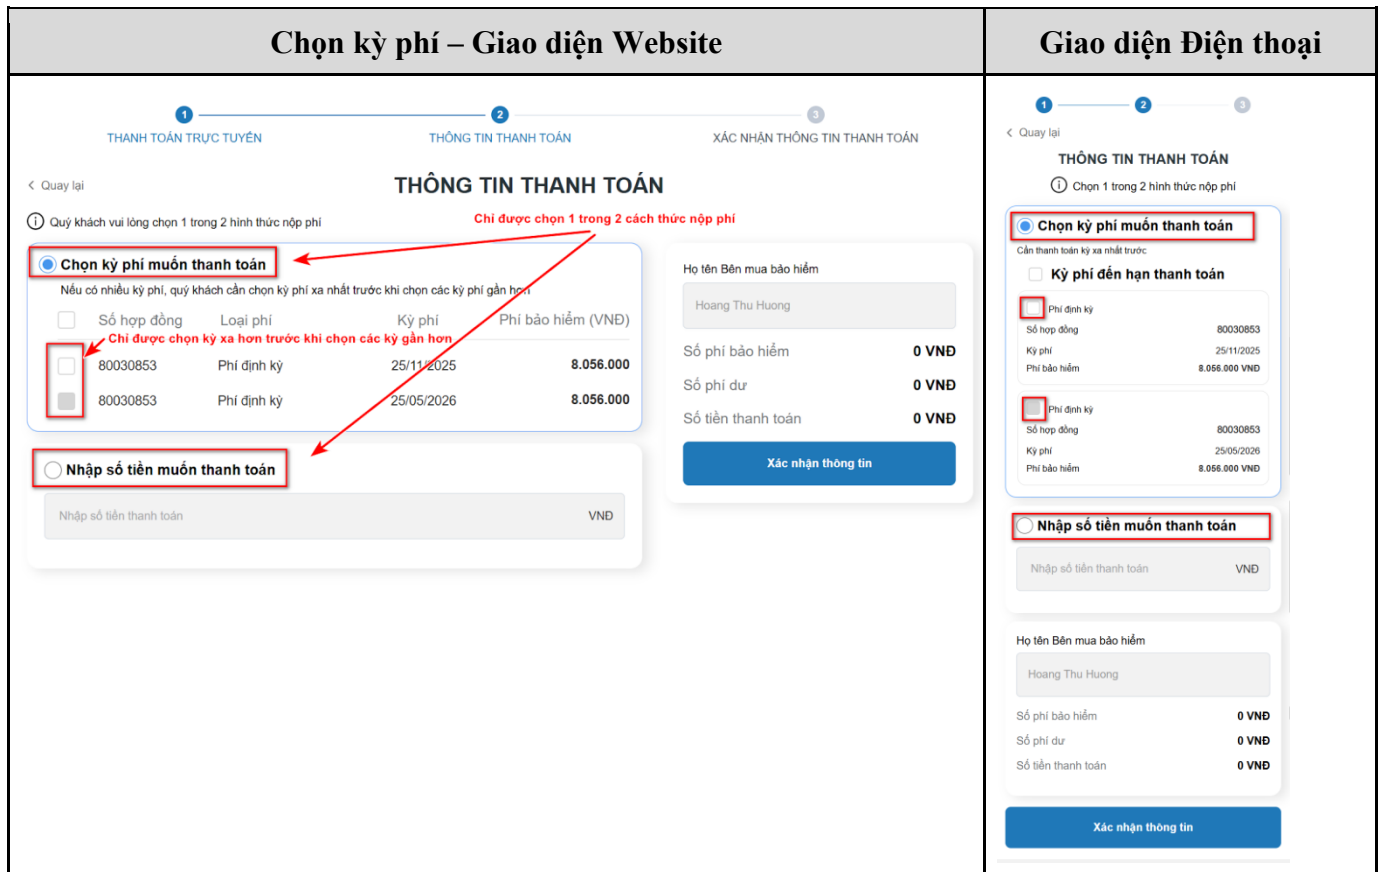 Chọn kỳ phí – Giao diện Website
Giao diện Điện thoại
1
2
3
THANH TOÁN TRỰC TUYẾN
THÔNG TIN THANH TOÁN
XÁC NHẬN THÔNG TIN THANH TOÁN
Quay lại
THÔNG TIN THANH TOÁN
Quý khách vui lòng chọn 1 trong 2 hình thức nộp phí
Chỉ được chọn 1 trong 2 cách thức nộp phí
Chọn kỳ phí muốn thanh toán
Nếu có nhiều kỳ phí, quý khách cần chọn kỳ phí xa nhất trước khi chọn các kỳ phí gần hơn
Số hợp đồng Loại phí Kỳ phí Phí bảo hiểm (VNĐ)
Chỉ được chọn kỳ xa hơn trước khi chọn các kỳ gần hơn
80030853 Phí định kỳ 25/11/2025 8.056.000
80030853 Phí định kỳ 25/05/2026 8.056.000
Nhập số tiền muốn thanh toán
Nhập số tiền thanh toán VNĐ
Họ tên Bên mua bảo hiểm
Hoang Thu Huong
Số phí bảo hiểm 0 VNĐ
Số phí dư 0 VNĐ
Số tiền thanh toán 0 VNĐ
Xác nhận thông tin
1
2
3
Quay lại
THÔNG TIN THANH TOÁN
Chọn 1 trong 2 hình thức nộp phí
Chọn kỳ phí muốn thanh toán
Cần thanh toán kỳ xa nhất trước
Kỳ phí đến hạn thanh toán
Phí định kỳ
Số hợp đồng 80030853
Kỳ phí 25/11/2025
Phí bảo hiểm 8.056.000 VNĐ
Phí định kỳ
Số hợp đồng 80030853
Kỳ phí 25/05/2026
Phí bảo hiểm 8.056.000 VNĐ
Nhập số tiền muốn thanh toán
Nhập số tiền thanh toán VNĐ
Họ tên Bên mua bảo hiểm
Hoang Thu Huong
Số phí bảo hiểm 0 VNĐ
Số phí dư 0 VNĐ
Số tiền thanh toán 0 VNĐ
Xác nhận thông tin